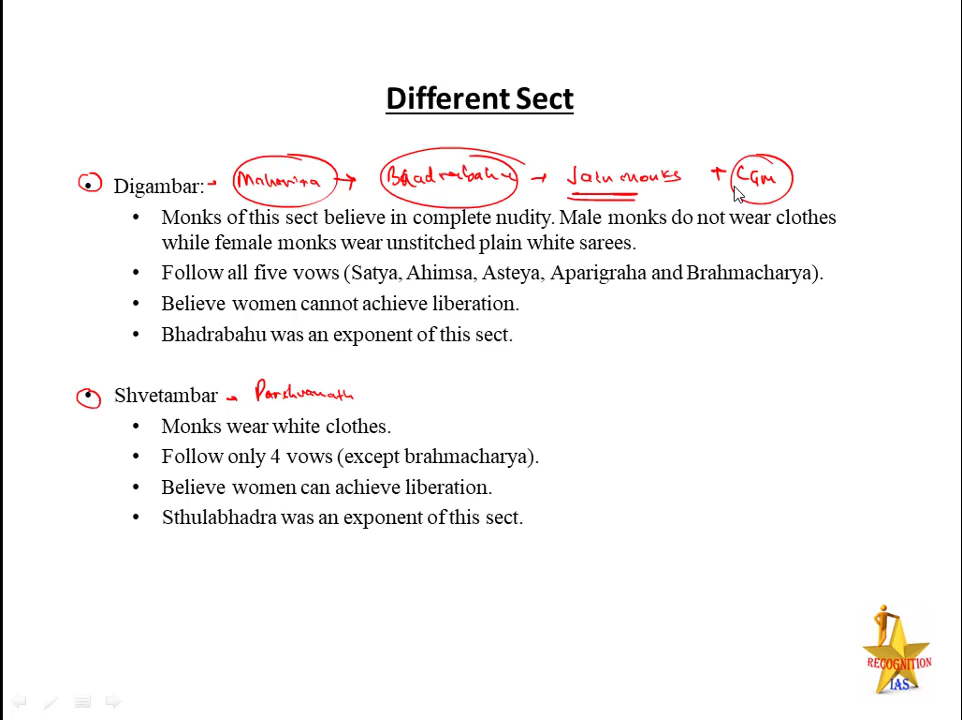 Different Sect
• Digambar: - Mahavira → Bhadrabahu → Jain monks + CGM
• Monks of this sect believe in complete nudity. Male monks do not wear clothes
while female monks wear unstitched plain white sarees.
• Follow all five vows (Satya, Ahimsa, Asteya, Aparigraha and Brahmacharya).
• Believe women cannot achieve liberation.
• Bhadrabahu was an exponent of this sect.
• Shvetambar - Parshvanath
• Monks wear white clothes.
• Follow only 4 vows (except brahmacharya).
• Believe women can achieve liberation.
• Sthulabhadra was an exponent of this sect.
RECOGNITION
IAS